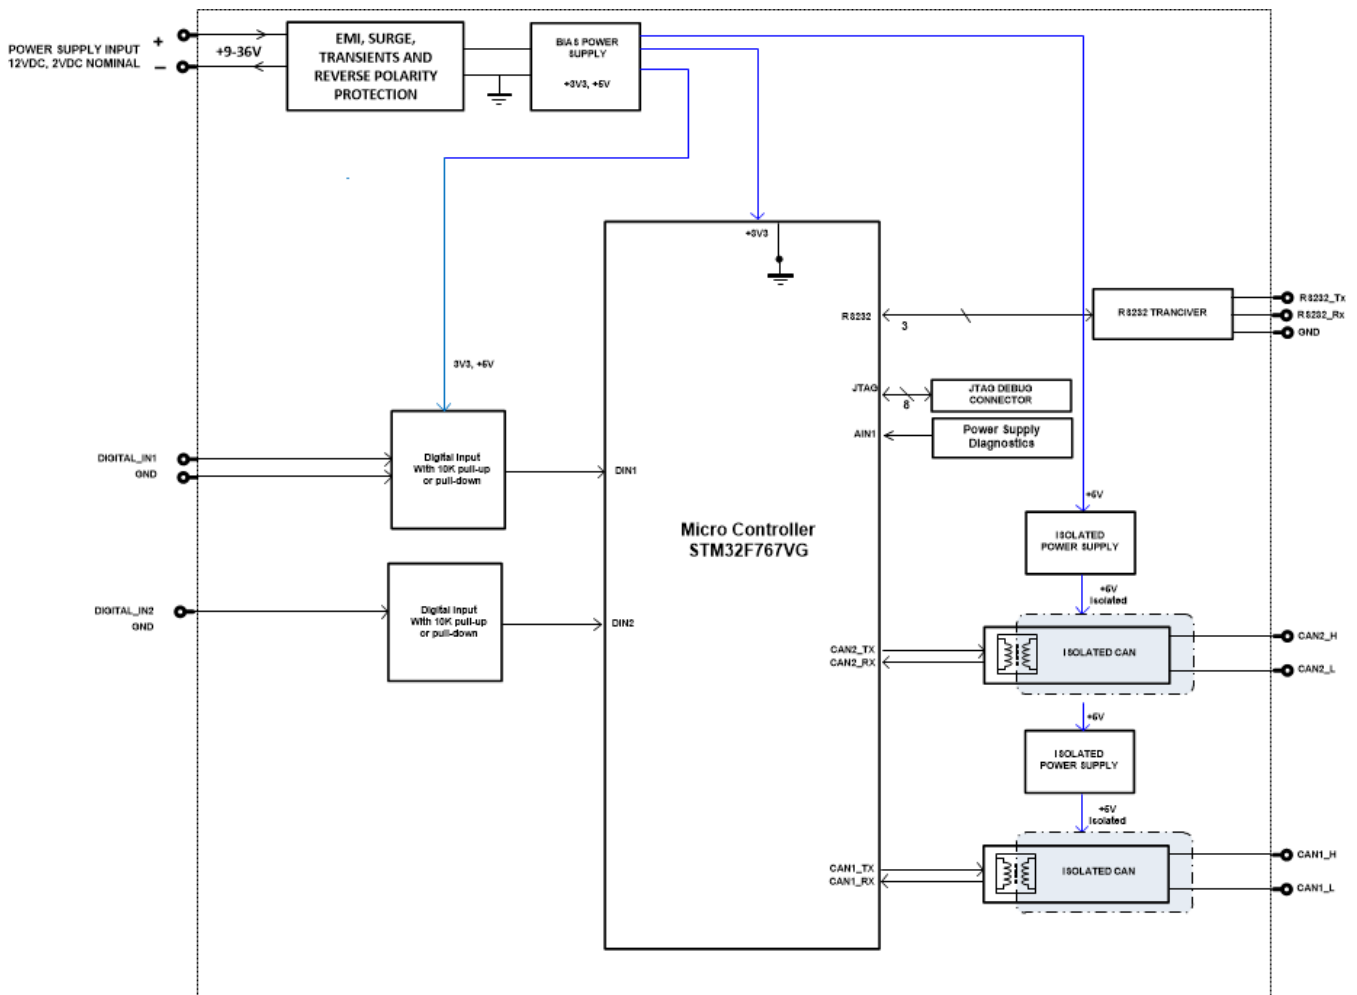 POWER SUPPLY INPUT
12VDC, 2VDC NOMINAL
+
−
+9-36V
EMI, SURGE,
TRANSIENTS AND
REVERSE POLARITY
PROTECTION
BIAS POWER
SUPPLY
+3V3, +5V
+3V3
3V3, +5V
RS232
3
RS232 TRANCIVER
RS232_Tx
RS232_Rx
GND
JTAG
8
JTAG DEBUG
CONNECTOR
AIN1
Power Supply
Diagnostics
DIGITAL_IN1
GND
Digital Input
With 10K pull-up
or pull-down
DIN1
Micro Controller
STM32F767VG
+5V
ISOLATED
POWER SUPPLY
+5V
Isolated
DIGITAL_IN2
GND
Digital Input
With 10K pull-up
or pull-down
DIN2
CAN2_TX
CAN2_RX
ISOLATED CAN
CAN2_H
CAN2_L
+5V
ISOLATED
POWER SUPPLY
+5V
Isolated
CAN1_TX
CAN1_RX
ISOLATED CAN
CAN1_H
CAN1_L